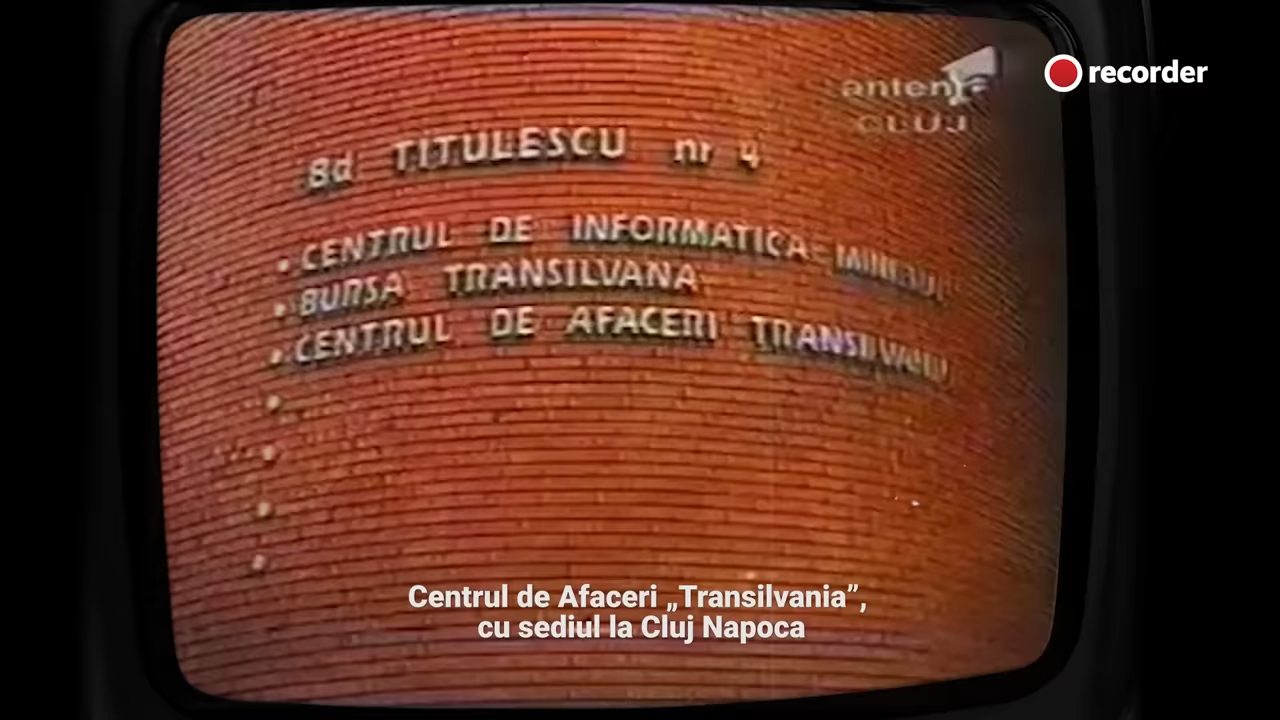 recorder
antena
CLUJ
Bd TITULESCU nr 4
• CENTRUL DE INFORMATICA
• BURSA TRANSILVANA
• CENTRUL DE AFACERI
Centrul de Afaceri „Transilvania”,
cu sediul la Cluj Napoca